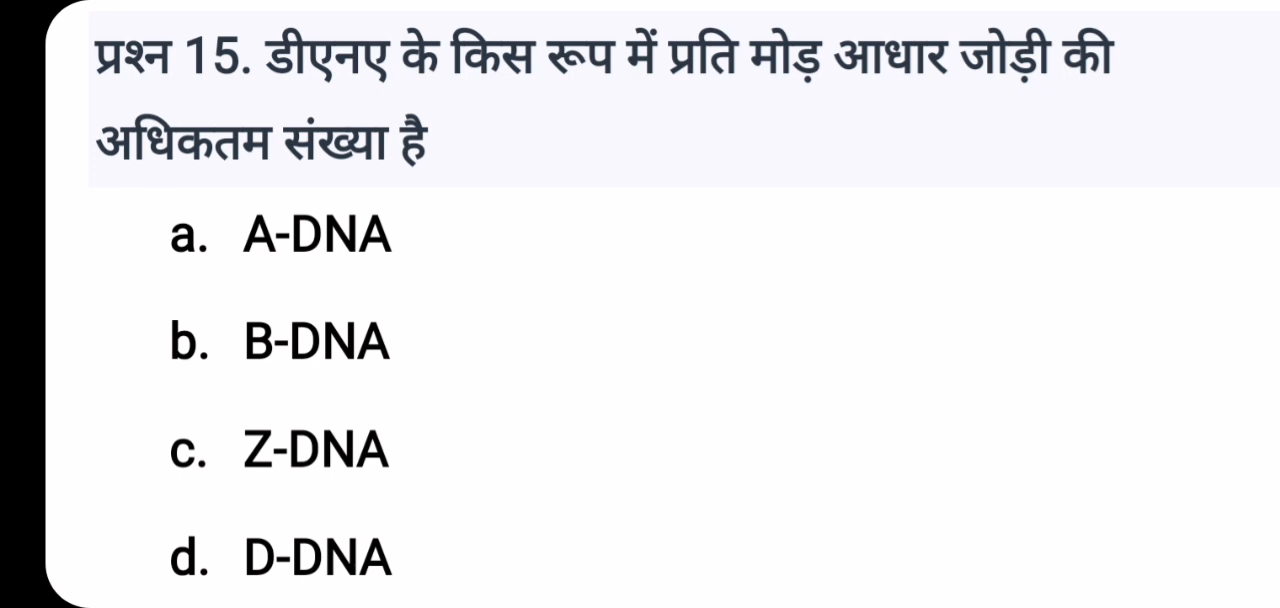 प्रश्न 15. डीएनए के किस रूप में प्रति मोड़ आधार जोड़ी की
अधिकतम संख्या है
a. A-DNA
b. B-DNA
c. Z-DNA
d. D-DNA